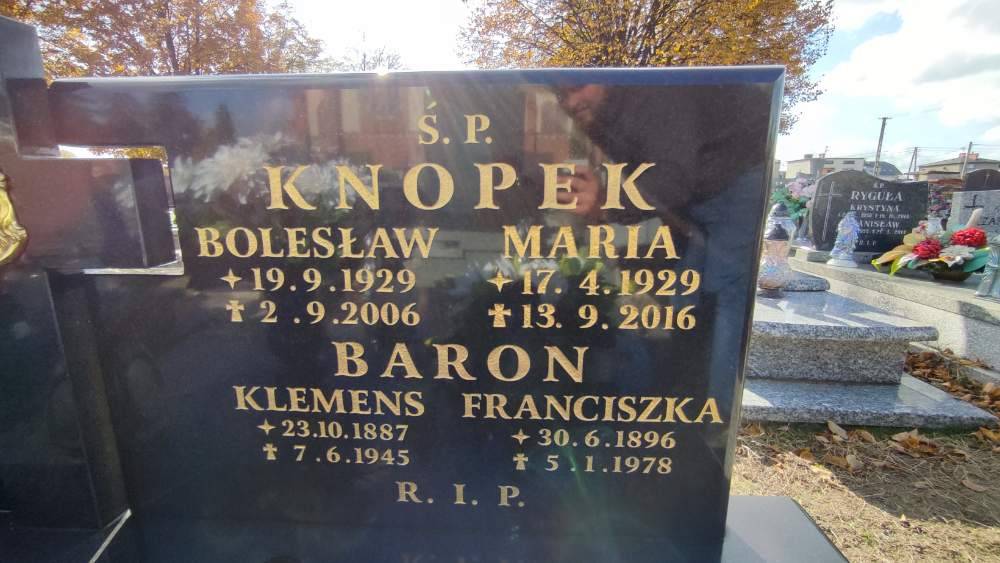 Ś. P.
KNOPEK
BOLESŁAW MARIA
✦ 19.9.1929 ✦ 17. 4.1929
✝ 2 .9.2006 ✝ 13. 9.2016
BARON
KLEMENS FRANCISZKA
✦ 23.10.1887 ✦ 30.6.1896
✝ 7 .6.1945 ✝ 5 .1.1978
R. I. P.
Ś.P.
RYGUŁA
KRYSTYNA
R.I.P